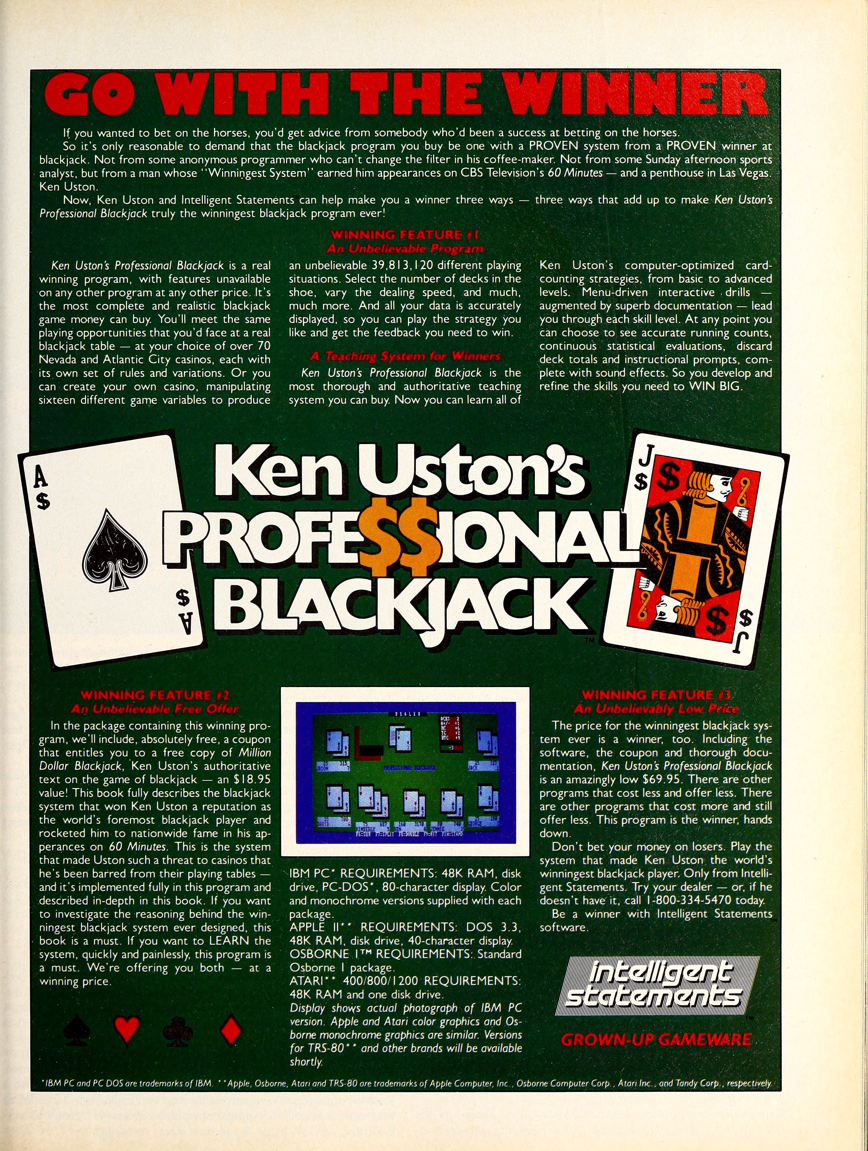 GO WITH THE WINNER
If you wanted to bet on the horses, you'd get advice from somebody who'd been a success at betting on the horses.
So it's only reasonable to demand that the blackjack program you buy be one with a PROVEN system from a PROVEN winner at
blackjack. Not from some anonymous programmer who can't change the filter in his coffee-maker. Not from some Sunday afternoon sports
analyst, but from a man whose "Winningest System" earned him appearances on CBS Television's 60 Minutes — and a penthouse in Las Vegas.
Ken Uston.
Now, Ken Uston and Intelligent Statements can help make you a winner three ways — three ways that add up to make Ken Uston's
Professional Blackjack truly the winningest blackjack program ever!
WINNING FEATURE #1
An Unbelievable Program
Ken Uston's Professional Blackjack is a real
winning program, with features unavailable
on any other program at any other price. It's
the most complete and realistic blackjack
game money can buy. You'll meet the same
playing opportunities that you'd face at a real
blackjack table — at your choice of over 70
Nevada and Atlantic City casinos, each with
its own set of rules and variations. Or you
can create your own casino, manipulating
sixteen different game variables to produce
an unbelievable 39,813,120 different playing
situations. Select the number of decks in the
shoe, vary the dealing speed, and much,
much more. And all your data is accurately
displayed, so you can play the strategy you
like and get the feedback you need to win.
A Teaching System for Winners
Ken Uston's Professional Blackjack is the
most thorough and authoritative teaching
system you can buy. Now you can learn all of
Ken Uston's computer-optimized card-
counting strategies, from basic to advanced
levels. Menu-driven interactive drills —
augmented by superb documentation — lead
you through each skill level. At any point you
can choose to see accurate running counts,
continuous statistical evaluations, discard
deck totals and instructional prompts, com-
plete with sound effects. So you develop and
refine the skills you need to WIN BIG.
A
$
$
A
Ken Uston's
PROFE$$IONAL
BLACKJACK
TM
J
$
$
$
$
J
WINNING FEATURE #2
An Unbelievable Free Offer
In the package containing this winning pro-
gram, we'll include, absolutely free, a coupon
that entitles you to a free copy of Million
Dollar Blackjack, Ken Uston's authoritative
text on the game of blackjack — an $18.95
value! This book fully describes the blackjack
system that won Ken Uston a reputation as
the world's foremost blackjack player and
rocketed him to nationwide fame in his ap-
perances on 60 Minutes. This is the system
that made Uston such a threat to casinos that
he's been barred from their playing tables —
and it's implemented fully in this program and
described in-depth in this book. If you want
to investigate the reasoning behind the win-
ningest blackjack system ever designed, this
book is a must. If you want to LEARN the
system, quickly and painlessly, this program is
a must. We're offering you both — at a
winning price.
DEALER
PROFESSIONAL BLACKJACK
IBM PC* REQUIREMENTS: 48K RAM, disk
drive, PC-DOS*, 80-character display. Color
and monochrome versions supplied with each
package.
APPLE II** REQUIREMENTS: DOS 3.3,
48K RAM, disk drive, 40-character display.
OSBORNE I™ REQUIREMENTS: Standard
Osborne I package.
ATARI** 400/800/1200 REQUIREMENTS:
48K RAM and one disk drive.
Display shows actual photograph of IBM PC
version. Apple and Atari color graphics and Os-
borne monochrome graphics are similar. Versions
for TRS-80** and other brands will be available
shortly.
WINNING FEATURE #3
An Unbelievably Low Price
The price for the winningest blackjack sys-
tem ever is a winner, too. Including the
software, the coupon and thorough docu-
mentation, Ken Uston's Professional Blackjack
is an amazingly low $69.95. There are other
programs that cost less and offer less. There
are other programs that cost more and still
offer less. This program is the winner, hands
down.
Don't bet your money on losers. Play the
system that made Ken Uston the world's
winningest blackjack player. Only from Intelli-
gent Statements. Try your dealer — or, if he
doesn't have it, call 1-800-334-5470 today.
Be a winner with Intelligent Statements
software.
intelligent
statements
GROWN-UP GAMEWARE
*IBM PC and PC DOS are trademarks of IBM. **Apple, Osborne, Atari and TRS-80 are trademarks of Apple Computer, Inc., Osborne Computer Corp., Atari Inc., and Tandy Corp., respectively.